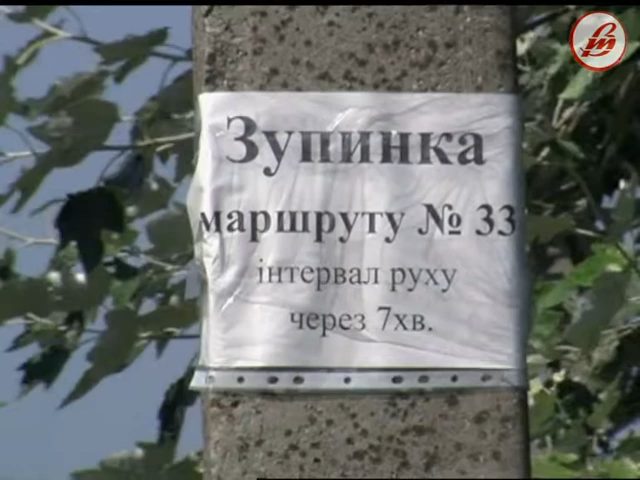 Зупинка
маршруту № 33
інтервал руху
через 7хв.